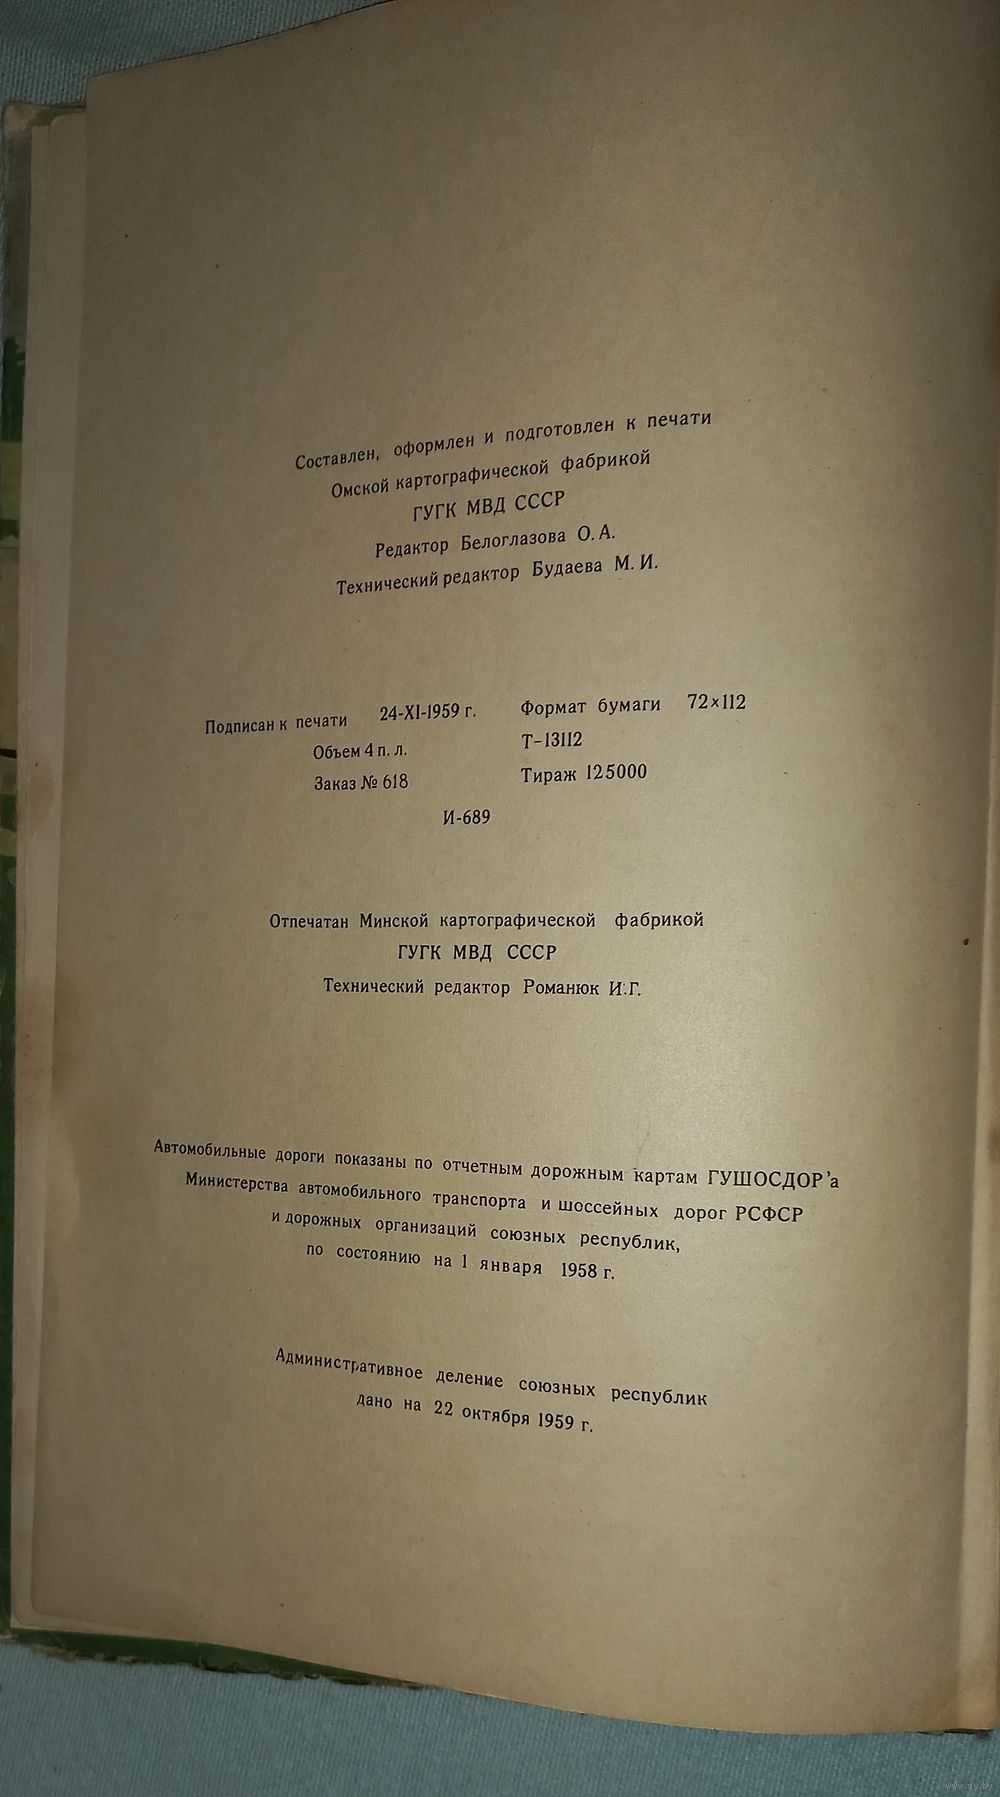 Составлен, оформлен и подготовлен к печати
Омской картографической фабрикой
ГУГК МВД СССР
Редактор Белоглазова О. А.
Технический редактор Будаева М. И.
Подписан к печати 24-XI-1959 г. Формат бумаги 72×112
Объем 4 п. л. Т-13112
Заказ № 618 Тираж 125000
И-689
Отпечатан Минской картографической фабрикой
ГУГК МВД СССР
Технический редактор Романюк И. Г.
Автомобильные дороги показаны по отчетным дорожным картам ГУШОСДОР'а
Министерства автомобильного транспорта и шоссейных дорог РСФСР
и дорожных организаций союзных республик,
по состоянию на 1 января 1958 г.
Административное деление союзных республик
дано на 22 октября 1959 г.
www.ay.by